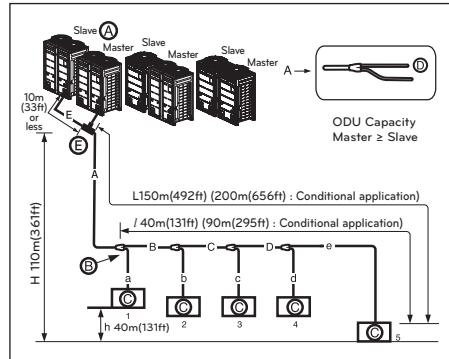 Slave
A
Master
Slave
Master
Slave
Master
A
D
ODU Capacity
Master ≥ Slave
10m
(33ft)
or
less
E
E
A
H 110m(361ft)
L150m(492ft) (200m(656ft) : Conditional application)
l 40m(131ft) (90m(295ft) : Conditional application)
B
C
D
e
B
a
b
c
d
C
C
C
C
C
1
2
3
4
5
h 40m(131ft)